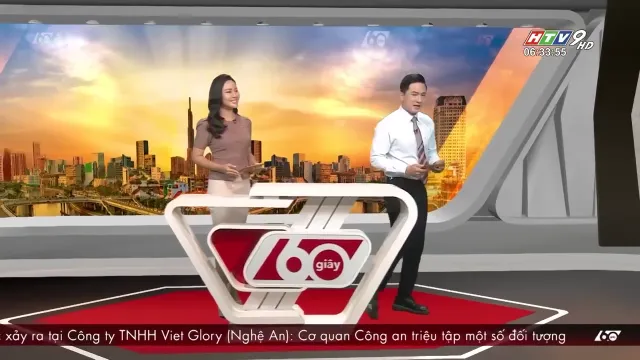 HTV9 HD
06:33:55
60 giây
xảy ra tại Công ty TNHH Viet Glory (Nghệ An): Cơ quan Công an triệu tập một số đối tượng
60